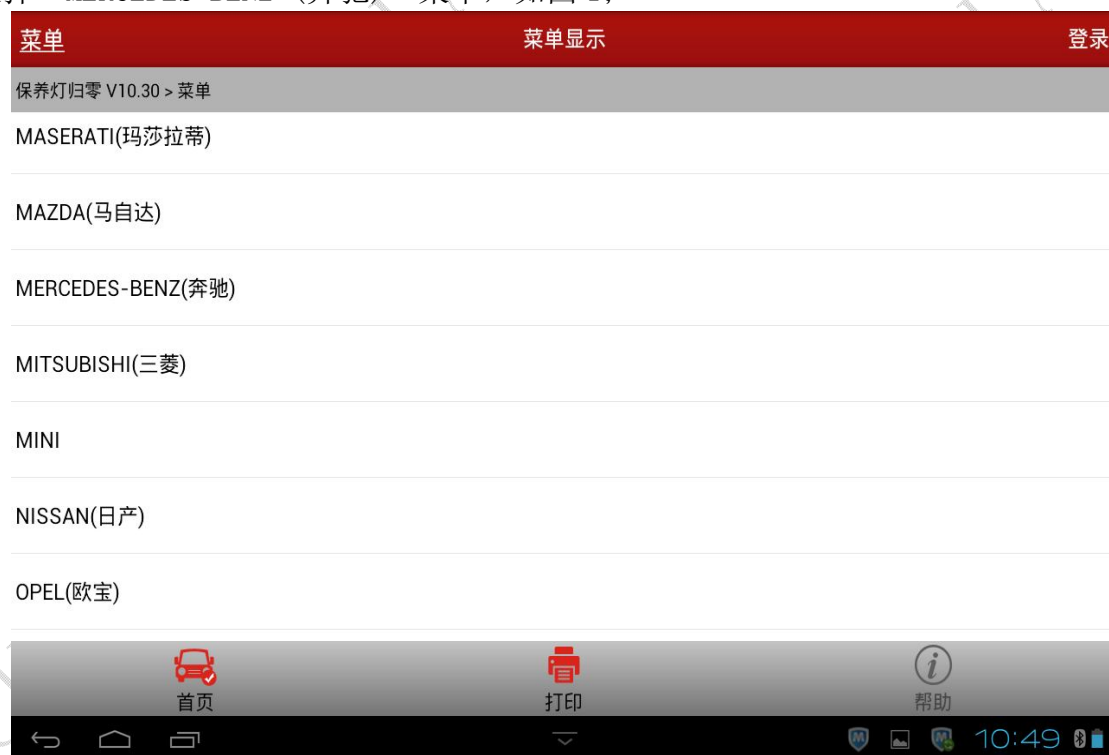 菜单 菜单显示 登录
保养灯归零 V10.30 > 菜单
MASERATI(玛莎拉蒂)
MAZDA(马自达)
MERCEDES-BENZ(奔驰)
MITSUBISHI(三菱)
MINI
NISSAN(日产)
OPEL(欧宝)
首页 打印 帮助
10:49